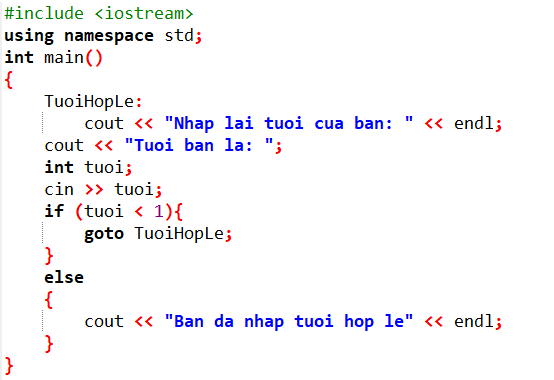 #include <iostream>
using namespace std;
int main()
{
    TuoiHopLe:
        cout << "Nhap lai tuoi cua ban: " << endl;
    cout << "Tuoi ban la: ";
    int tuoi;
    cin >> tuoi;
    if (tuoi < 1){
        goto TuoiHopLe;
    }
    else
    {
        cout << "Ban da nhap tuoi hop le" << endl;
    }
}